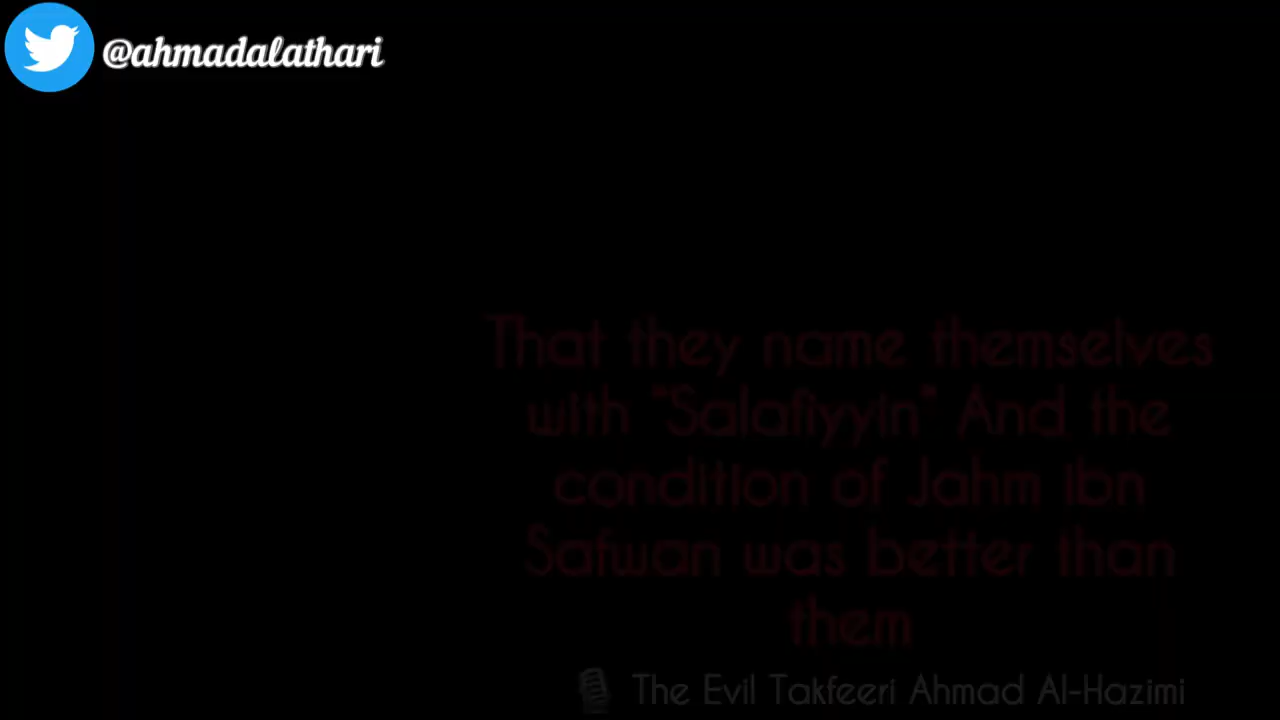 @ahmadalathari
That they name themselves
with "Salafiyyin" And the
condition of Jahm ibn
Safwan was better than
them
The Evil Takfeeri Ahmad Al-Hazimi